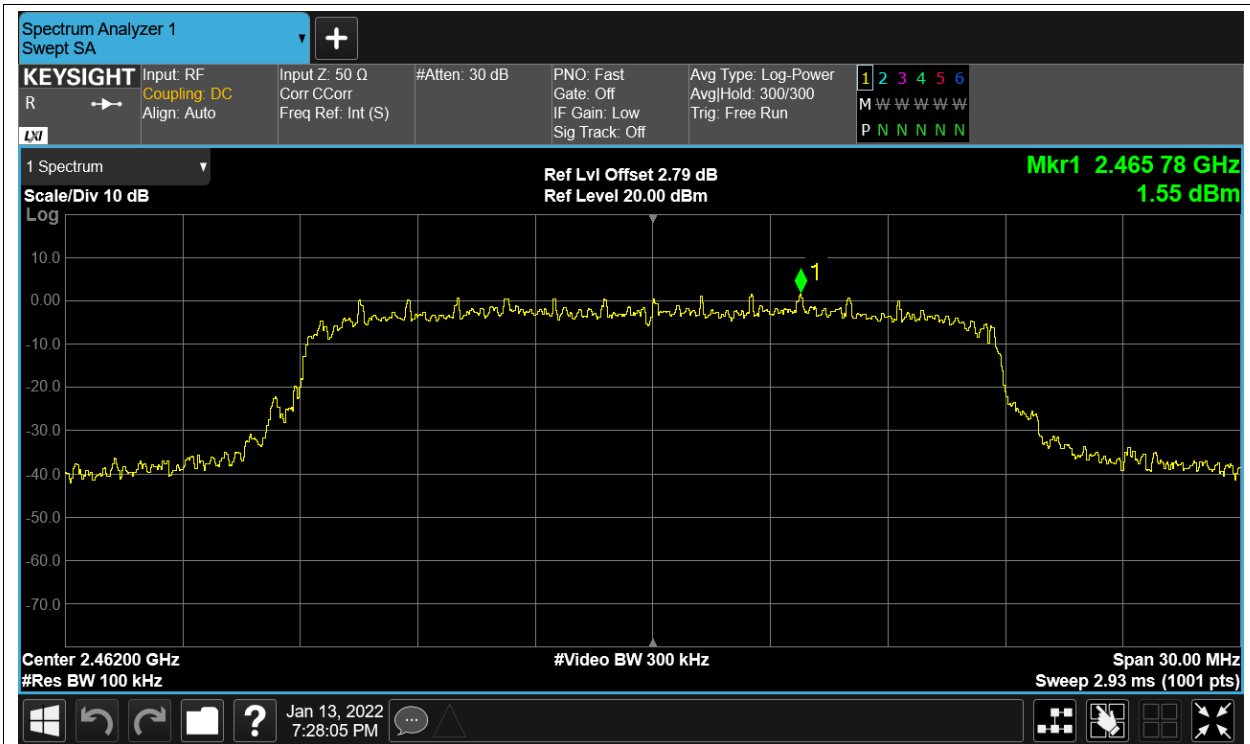 Spectrum Analyzer 1
Swept SA
+
KEYSIGHT
R
LXI
Input: RF
Coupling: DC
Align: Auto
Input Z: 50 Ω
Corr CCorr
Freq Ref: Int (S)
#Atten: 30 dB
PNO: Fast
Gate: Off
IF Gain: Low
Sig Track: Off
Avg Type: Log-Power
Avg|Hold: 300/300
Trig: Free Run
1 2 3 4 5 6
M W W W W W
P N N N N N
1 Spectrum
Scale/Div 10 dB
Ref Lvl Offset 2.79 dB
Ref Level 20.00 dBm
Mkr1 2.465 78 GHz
1.55 dBm
Log
10.0
0.00
-10.0
-20.0
-30.0
-40.0
-50.0
-60.0
-70.0
1
Center 2.46200 GHz
#Res BW 100 kHz
#Video BW 300 kHz
Span 30.00 MHz
Sweep 2.93 ms (1001 pts)
?
Jan 13, 2022
7:28:05 PM